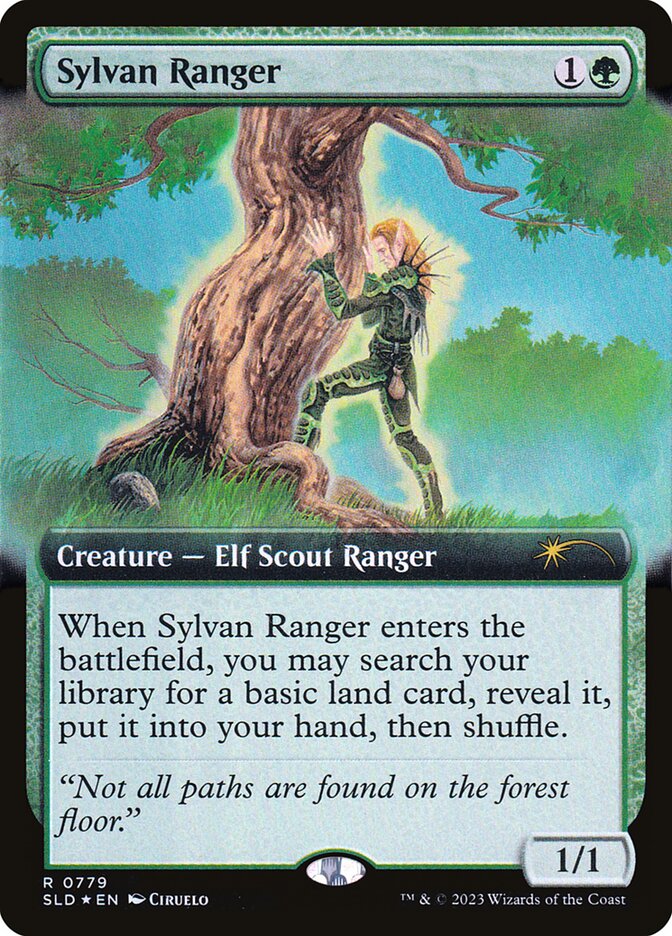 Sylvan Ranger
1
Creature — Elf Scout Ranger
When Sylvan Ranger enters the
battlefield, you may search your
library for a basic land card, reveal it,
put it into your hand, then shuffle.
“Not all paths are found on the forest
floor.”
1/1
R 0779
SLD ★ EN CIRUELO
™ & © 2023 Wizards of the Coast